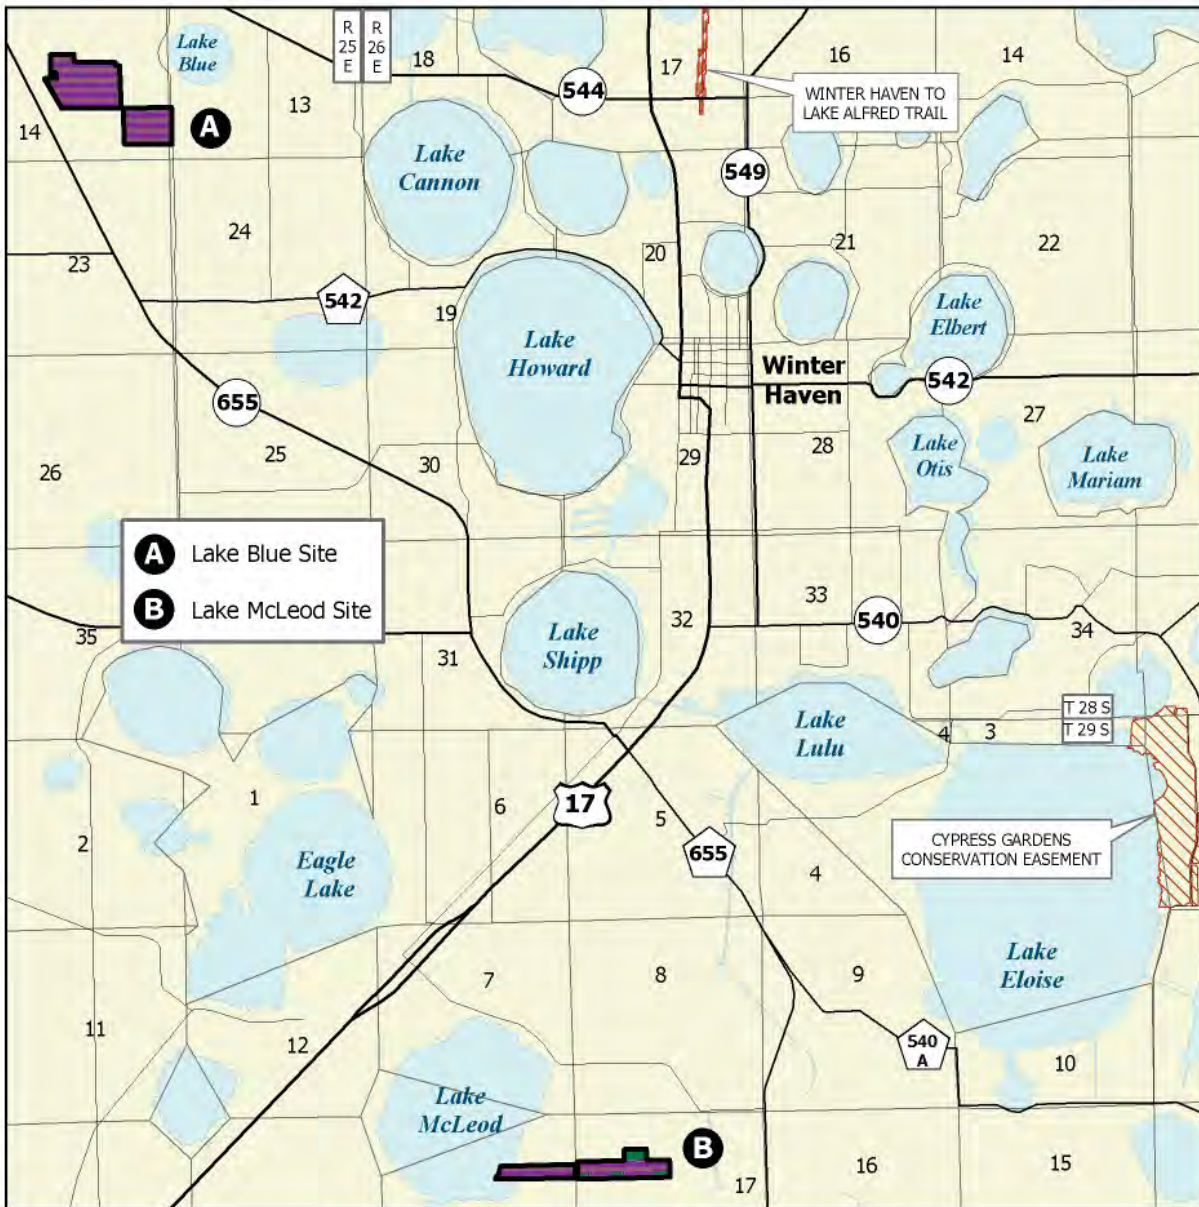 Lake
Blue
R
25
E
R
26
E
18
17
16
14
544
WINTER HAVEN TO
LAKE ALFRED TRAIL
13
14
A
Lake
Cannon
549
24
23
20
21
22
542
19
Lake
Howard
Lake
Elbert
Winter
Haven
542
655
27
25
30
29
28
26
Lake
Otis
Lake
Mariam
A Lake Blue Site
B Lake McLeod Site
33
540
32
34
35
31
Lake
Shipp
T 28 S
T 29 S
Lake
Lulu
4
3
1
6
17
5
2
655
CYPRESS GARDENS
CONSERVATION EASEMENT
Eagle
Lake
4
Lake
Eloise
7
8
9
11
12
540
A
10
Lake
McLeod
B
16
15
17